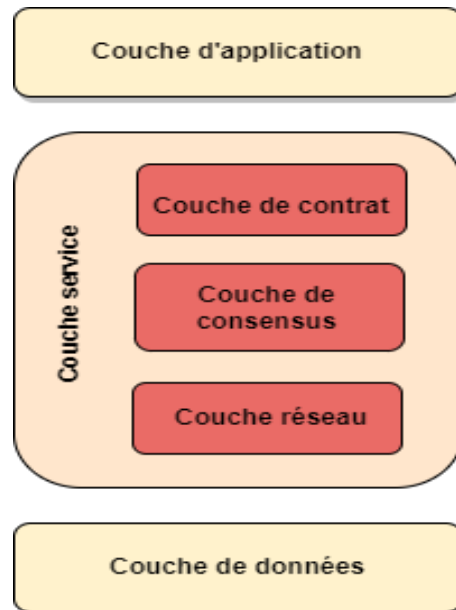 Couche d'application
Couche service
Couche de contrat
Couche de
consensus
Couche réseau
Couche de données